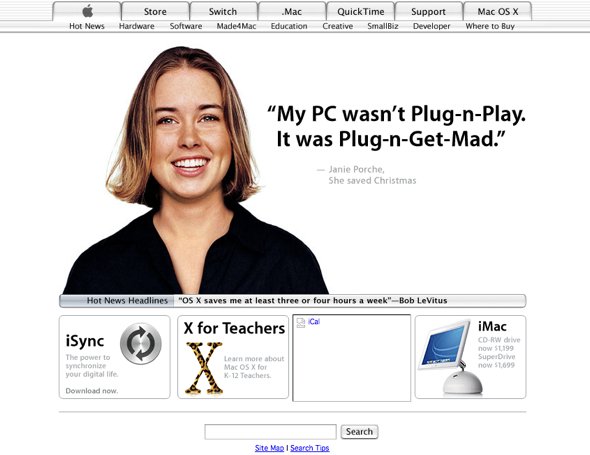 Store Switch .Mac QuickTime Support Mac OS X
Hot News Hardware Software Made4Mac Education Creative SmallBiz Developer Where to Buy
“My PC wasn’t Plug-n-Play.
It was Plug-n-Get-Mad.”
— Janie Porche,
She saved Christmas
Hot News Headlines "OS X saves me at least three or four hours a week"—Bob LeVitus
iSync
The power to
synchronize
your digital life.
Download now.
X for Teachers
X
Learn more about
Mac OS X for
K-12 Teachers.
iCal
iMac
CD-RW drive
now $1,199
SuperDrive
now $1,699
Search
Site Map | Search Tips